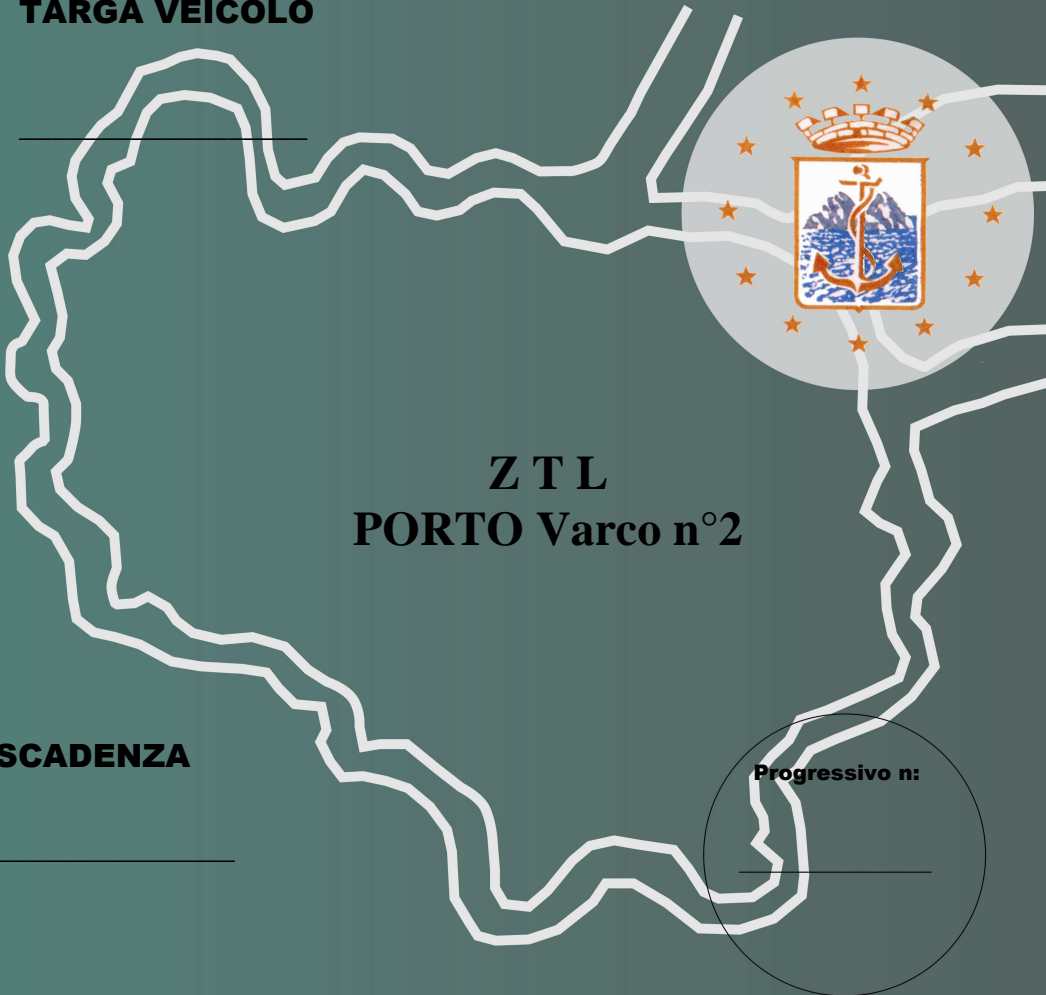 TARGA VEICOLO
Z T L
PORTO Varco n°2
SCADENZA
Progressivo n: